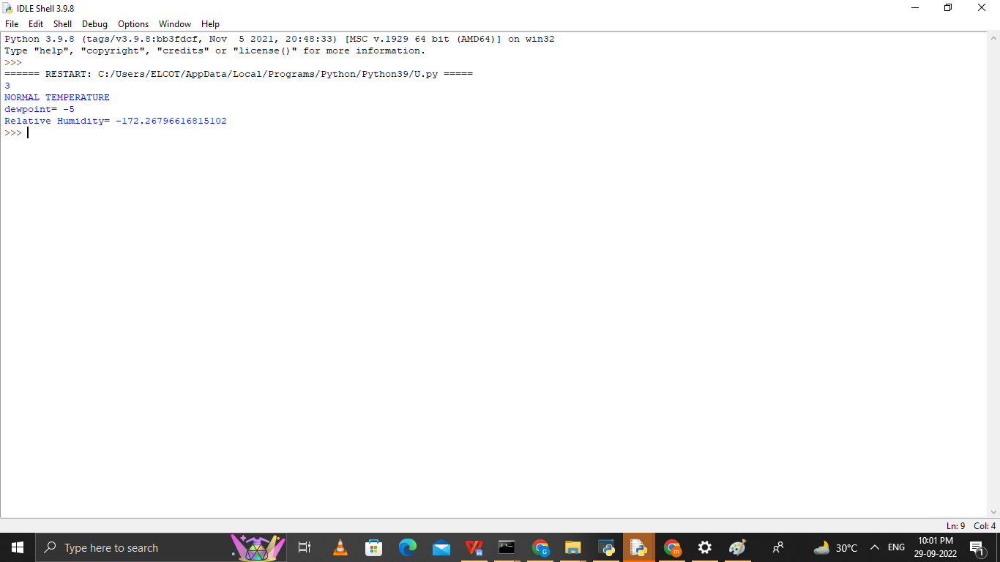 IDLE Shell 3.9.8
File Edit Shell Debug Options Window Help
Python 3.9.8 (tags/v3.9.8:bb3fdcf, Nov  5 2021, 20:48:33) [MSC v.1929 64 bit (AMD64)] on win32
Type "help", "copyright", "credits" or "license()" for more information.
>>>
====== RESTART: C:/Users/ELCOT/AppData/Local/Programs/Python/Python39/U.py =====
3
NORMAL TEMPERATURE
dewpoint= -5
Relative Humidity= -172.26796616815102
>>>
Ln: 9 Col: 4
Type here to search
30°C
ENG
10:01 PM
29-09-2022
1